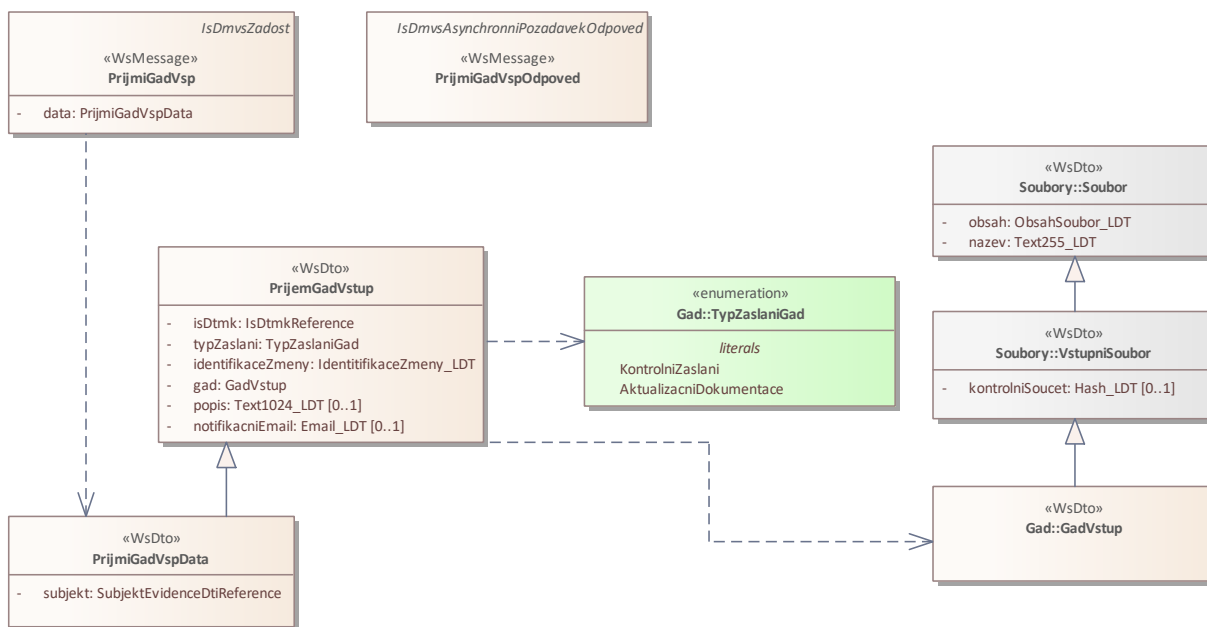 IsDmvsZadost
«WsMessage»
PrijmiGadVsp
- data: PrijmiGadVspData
IsDmvsAsynchronniPozadavekOdpoved
«WsMessage»
PrijmiGadVspOdpoved
«WsDto»
Soubory::Soubor
- obsah: ObsahSoubor_LDT
- nazev: Text255_LDT
«WsDto»
PrijemGadVstup
- isDtmk: IsDtmkReference
- typZaslani: TypZaslaniGad
- identifikaceZmeny: IdentitifikaceZmeny_LDT
- gad: GadVstup
- popis: Text1024_LDT [0..1]
- notifikacniEmail: Email_LDT [0..1]
«enumeration»
Gad::TypZaslaniGad
literals
KontrolniZaslani
AktualizacniDokumentace
«WsDto»
Soubory::VstupniSoubor
- kontrolniSoucet: Hash_LDT [0..1]
«WsDto»
Gad::GadVstup
«WsDto»
PrijmiGadVspData
- subjekt: SubjektEvidenceDtiReference